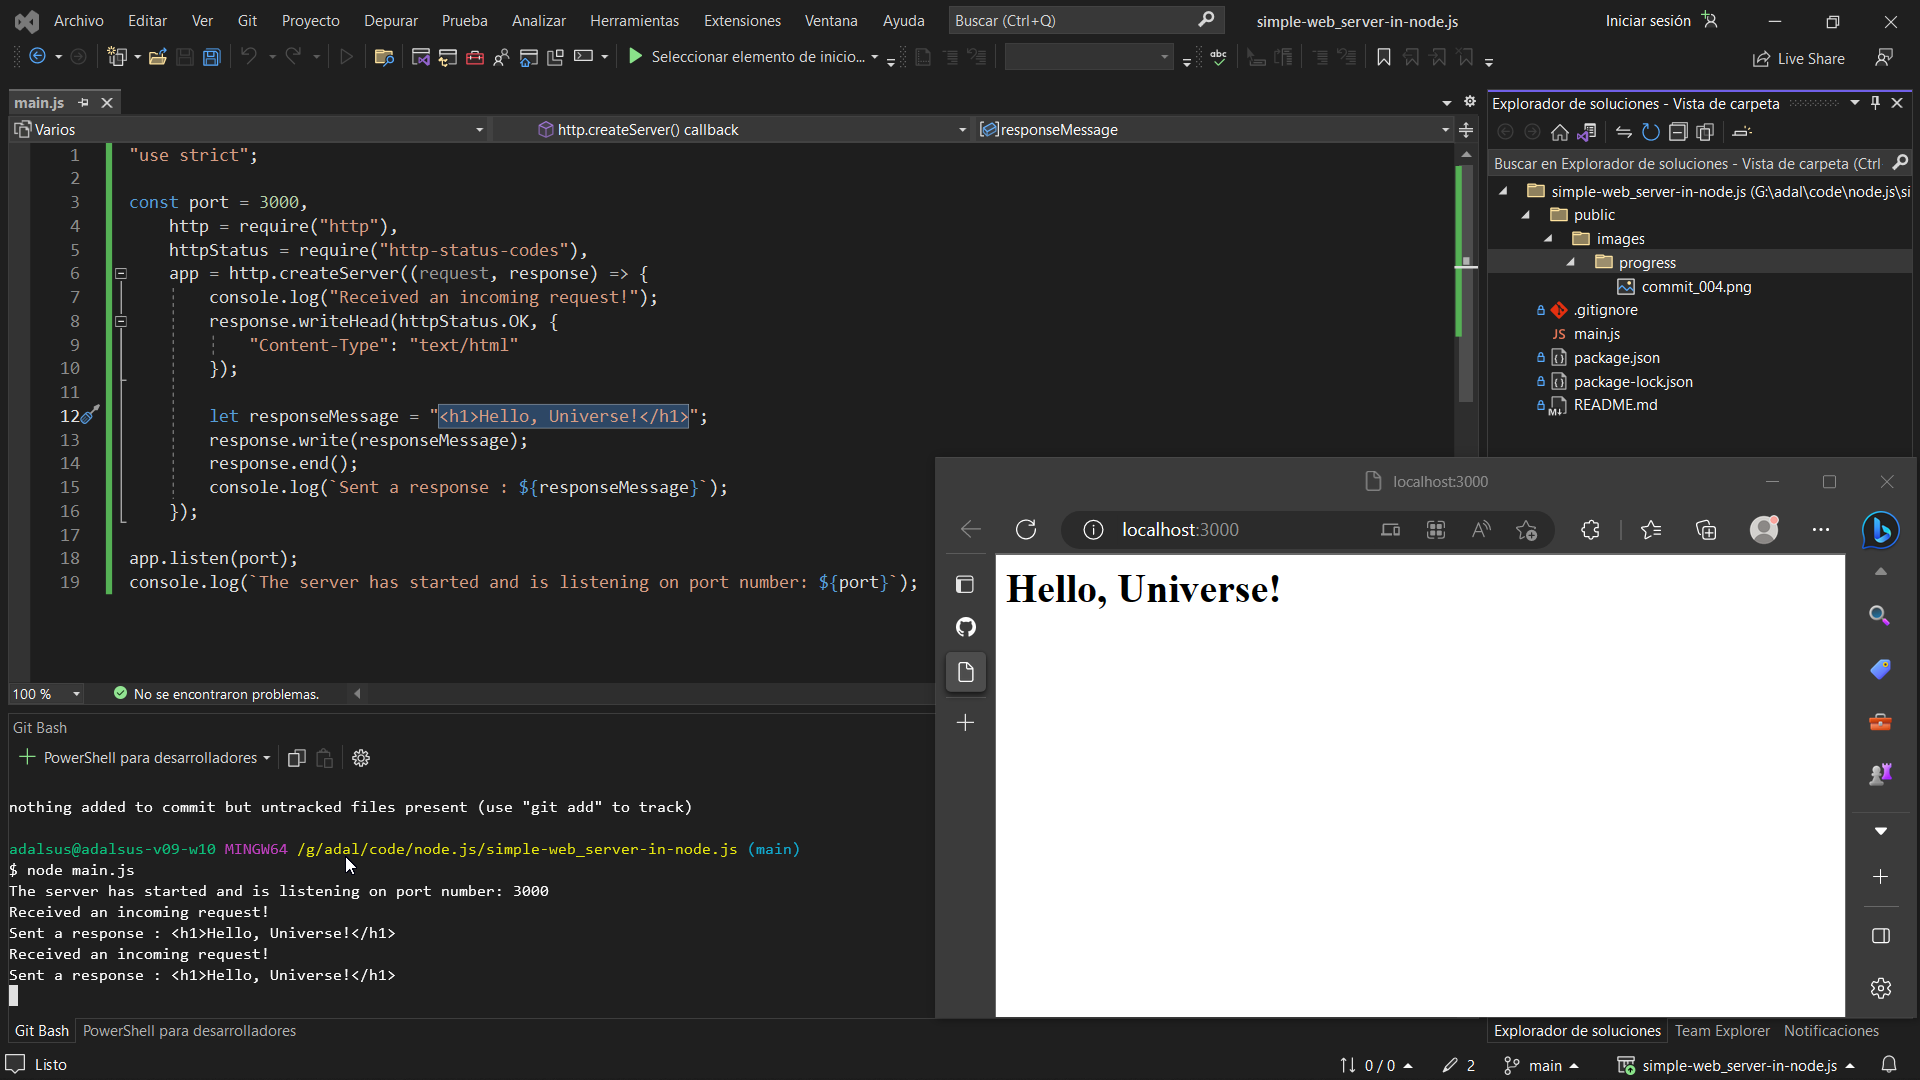 Archivo Editar Ver Git Proyecto Depurar Prueba Analizar Herramientas Extensiones Ventana Ayuda Buscar (Ctrl+Q) simple-web_server-in-node.js Iniciar sesión
Seleccionar elemento de inicio... abc Live Share
main.js
Varios http.createServer() callback responseMessage
1 "use strict";
2
3 const port = 3000,
4 http = require("http"),
5 httpStatus = require("http-status-codes"),
6 app = http.createServer((request, response) => {
7 console.log("Received an incoming request!");
8 response.writeHead(httpStatus.OK, {
9 "Content-Type": "text/html"
10 });
11
12 let responseMessage = "<h1>Hello, Universe!</h1>";
13 response.write(responseMessage);
14 response.end();
15 console.log(`Sent a response : ${responseMessage}`);
16 });
17
18 app.listen(port);
19 console.log(`The server has started and is listening on port number: ${port}`);
100 % No se encontraron problemas.
Git Bash
PowerShell para desarrolladores
nothing added to commit but untracked files present (use "git add" to track)
adalsus@adalsus-v09-w10 MINGW64 /g/adal/code/node.js/simple-web_server-in-node.js (main)
$ node main.js
The server has started and is listening on port number: 3000
Received an incoming request!
Sent a response : <h1>Hello, Universe!</h1>
Received an incoming request!
Sent a response : <h1>Hello, Universe!</h1>
Git Bash PowerShell para desarrolladores
Explorador de soluciones - Vista de carpeta
Buscar en Explorador de soluciones - Vista de carpeta (Ctrl
simple-web_server-in-node.js (G:\adal\code\node.js\si
public
images
progress
commit_004.png
.gitignore
JS main.js
package.json
package-lock.json
README.md
localhost:3000
localhost:3000
Hello, Universe!
Explorador de soluciones Team Explorer Notificaciones
Listo 0 / 0 2 main simple-web_server-in-node.js